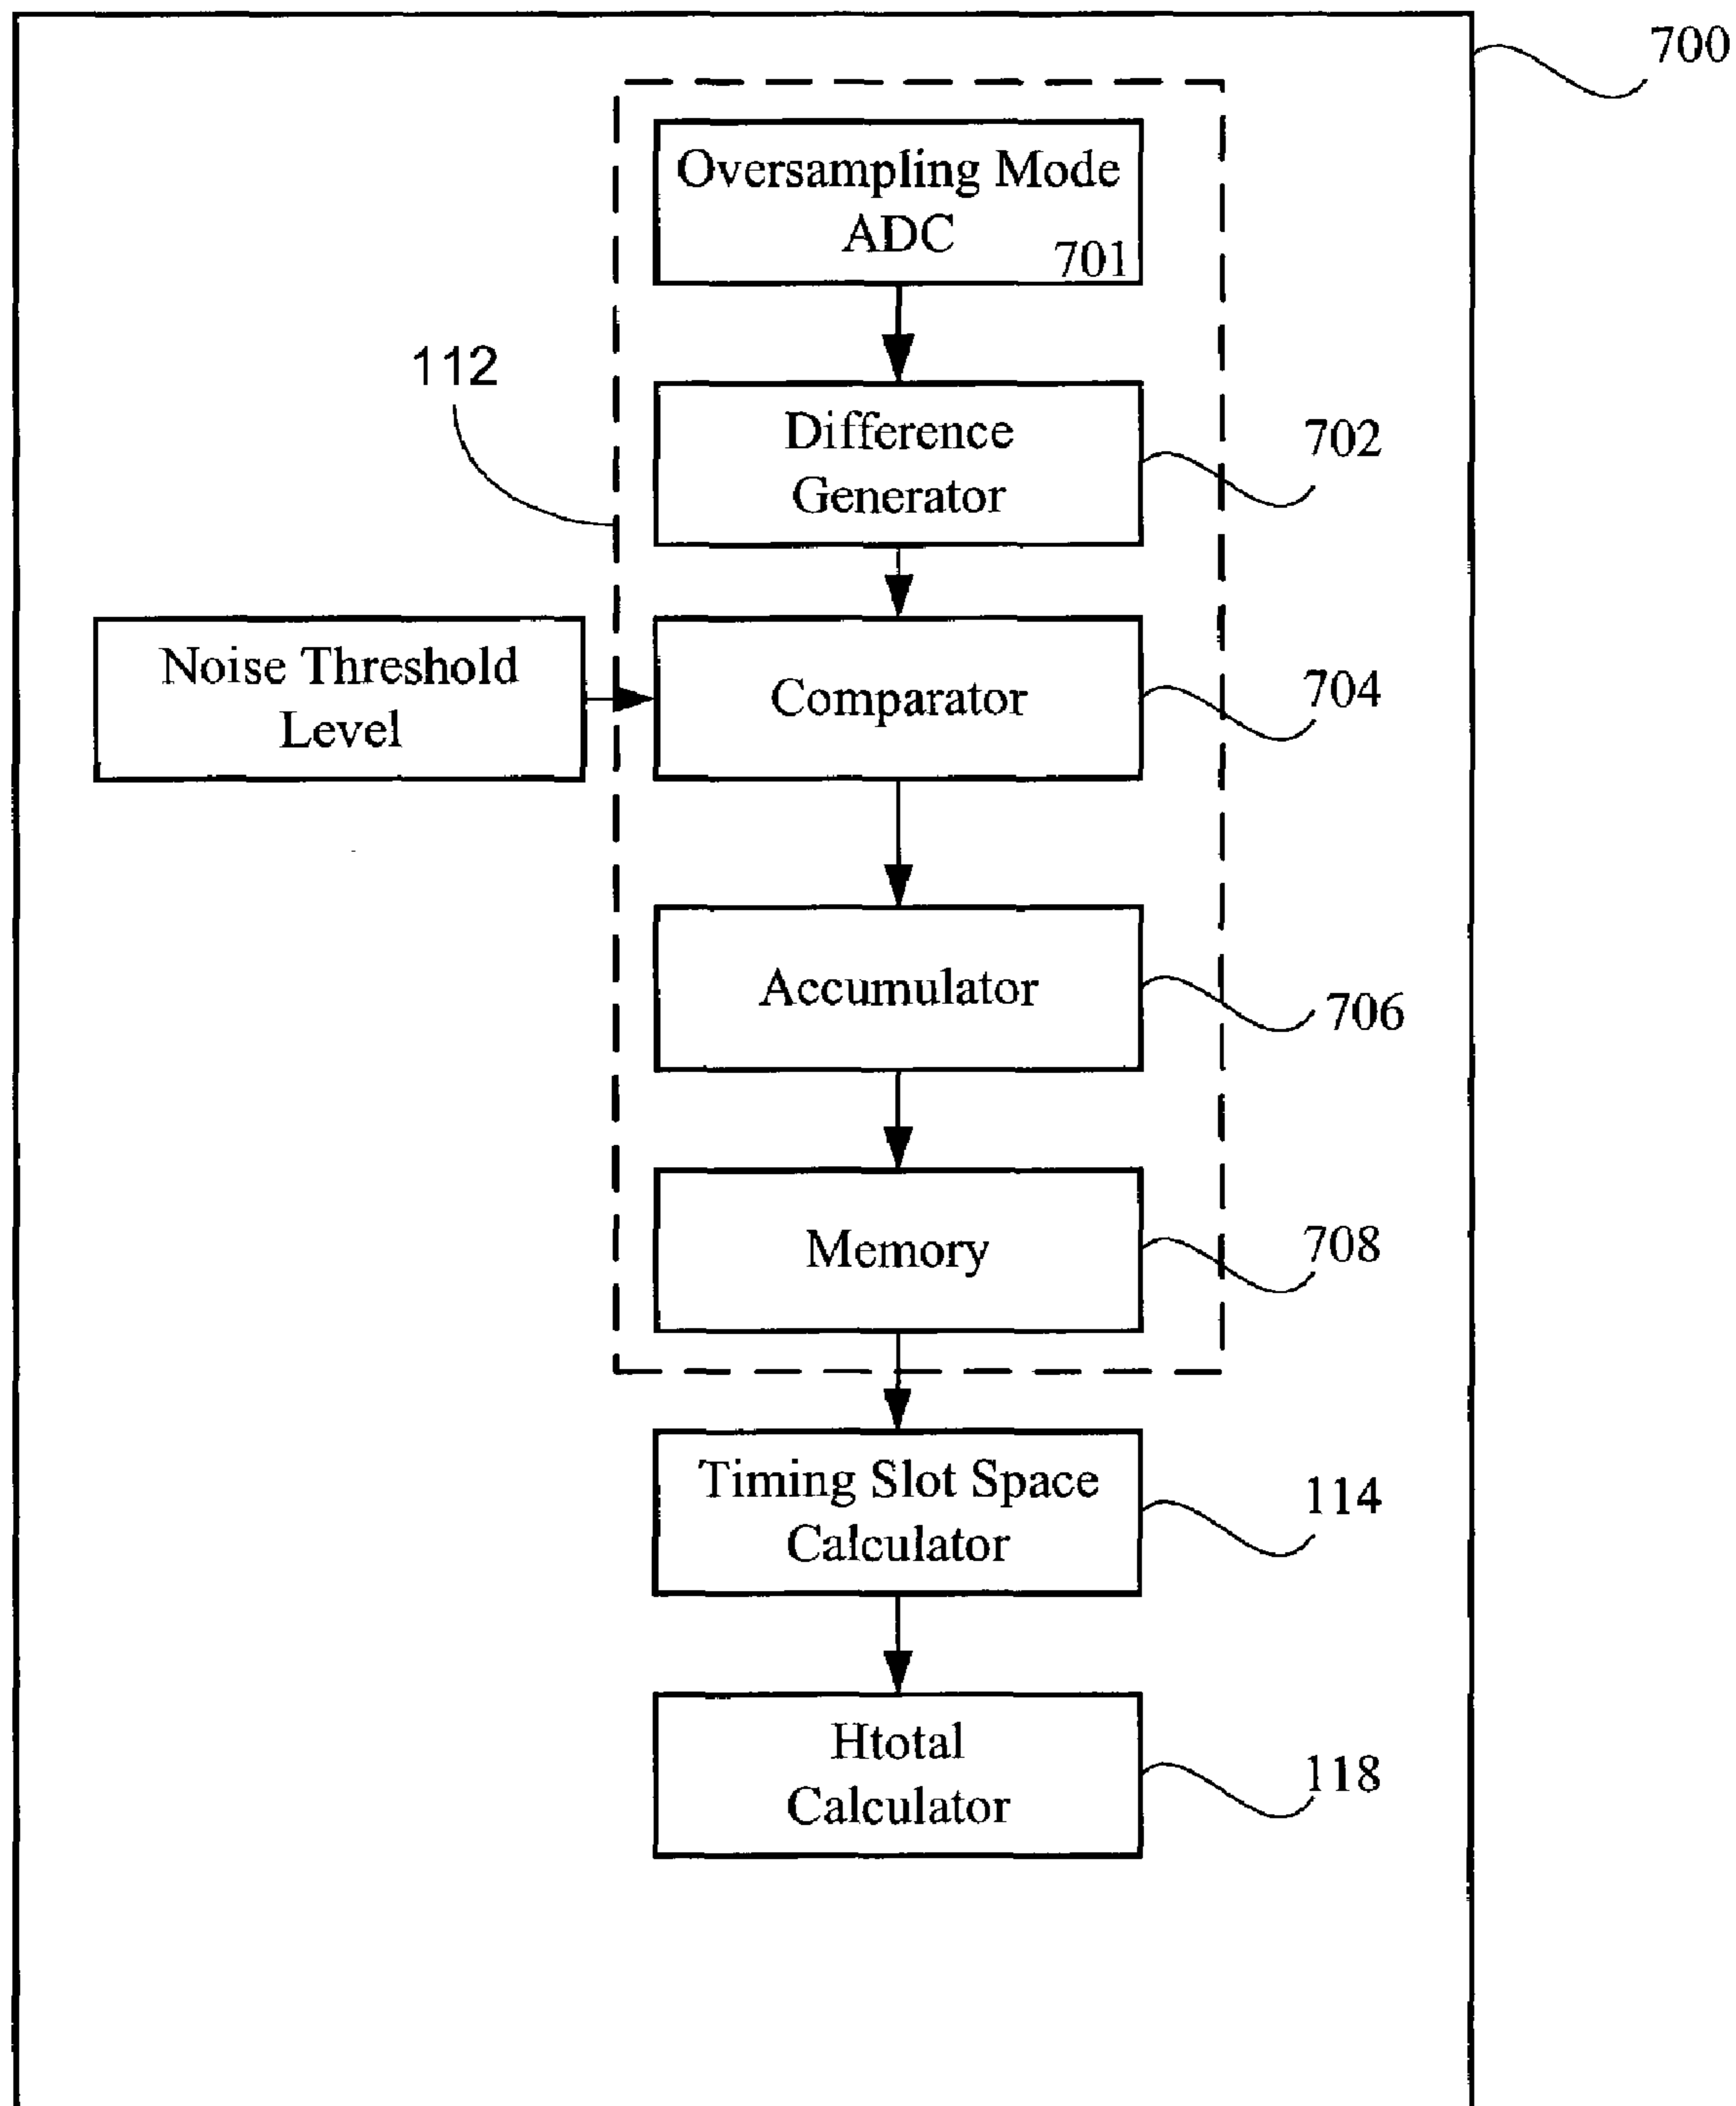 700
Oversampling Mode
ADC
701
112
Difference
Generator
702
Noise Threshold
Level
Comparator
704
Accumulator
706
Memory
708
Timing Slot Space
Calculator
114
Htotal
Calculator
118